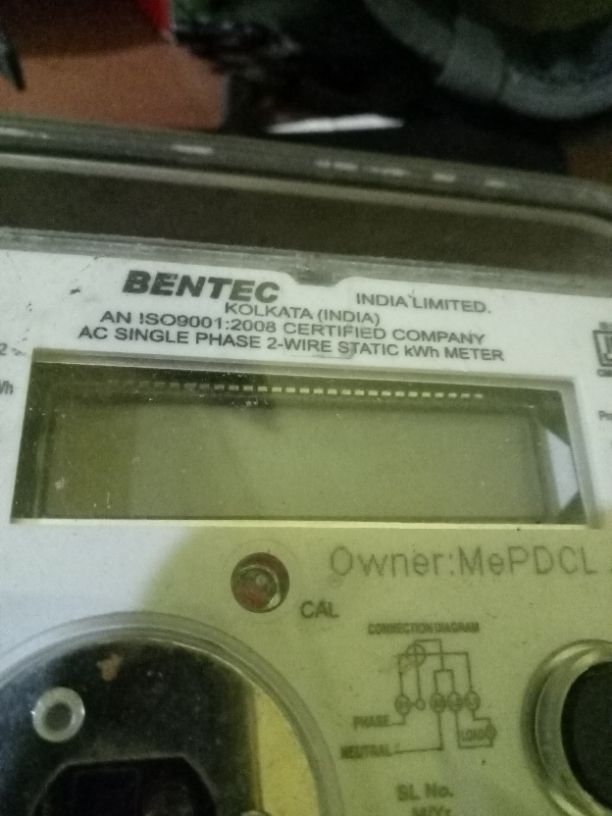 BENTEC INDIA LIMITED.
KOLKATA (INDIA)
AN ISO9001:2008 CERTIFIED COMPANY
AC SINGLE PHASE 2-WIRE STATIC kWh METER
Owner:MePDCL
CAL
CONNECTION DIAGRAM
PHASE
NEUTRAL
LOAD
SL No.